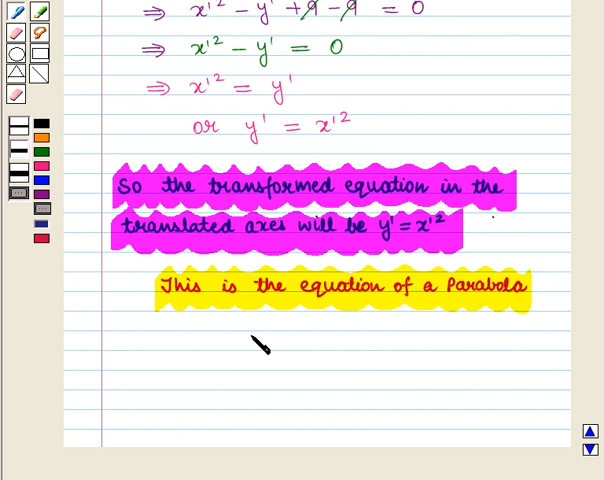 ⇒ x'² - y' + 9 - 9 = 0
⇒ x'² - y' = 0
⇒ x'² = y'
or y' = x'²
So the transformed equation in the
translated axes will be y' = x'²
This is the equation of a Parabola